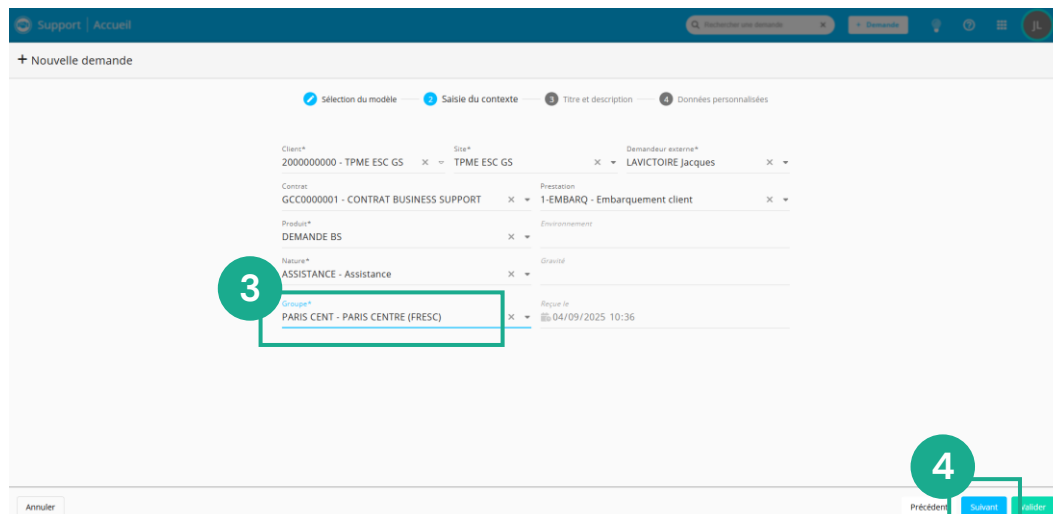 Support | Accueil
Rechercher une demande
+ Demande
JL
+ Nouvelle demande
Sélection du modèle
2 Saisie du contexte
3 Titre et description
4 Données personnalisées
Client*
2000000000 - TPME ESC GS
Site*
TPME ESC GS
Demandeur externe*
LAVICTOIRE Jacques
Contrat
GCC0000001 - CONTRAT BUSINESS SUPPORT
Prestation
1-EMBARQ - Embarquement client
Produit*
DEMANDE BS
Environnement
Nature*
ASSISTANCE - Assistance
Gravité
3
Groupe*
PARIS CENT - PARIS CENTRE (FRESC)
Reçue le
04/09/2025 10:36
4
Annuler
Précédent
Suivant
Valider